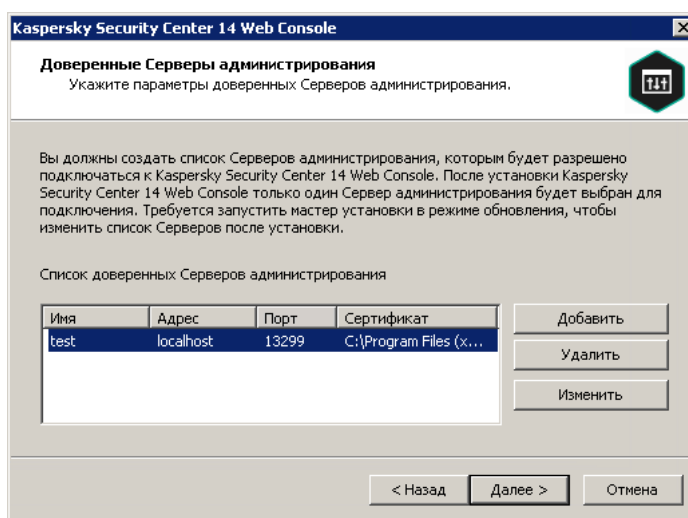 Kaspersky Security Center 14 Web Console
Доверенные Серверы администрирования
Укажите параметры доверенных Серверов администрирования.
Вы должны создать список Серверов администрирования, которым будет разрешено
подключаться к Kaspersky Security Center 14 Web Console. После установки Kaspersky
Security Center 14 Web Console только один Сервер администрирования будет выбран для
подключения. Требуется запустить мастер установки в режиме обновления, чтобы
изменить список Серверов после установки.
Список доверенных Серверов администрирования
Имя Адрес Порт Сертификат
test localhost 13299 C:\Program Files (x...
Добавить
Удалить
Изменить
< Назад Далее > Отмена